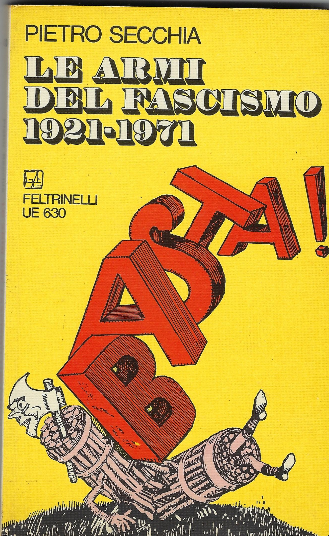 PIETRO SECCHIA
LE ARMI
DEL FASCISMO
1921-1971
FELTRINELLI
UE 630
BASTA!